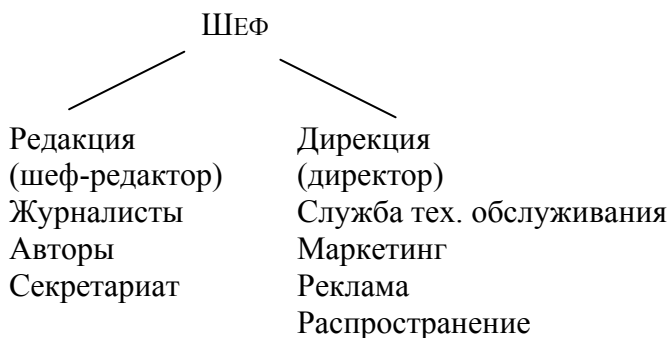 ШЕФ
Редакция
(шеф-редактор)
Журналисты
Авторы
Секретариат
Дирекция
(директор)
Служба тех. обслуживания
Маркетинг
Реклама
Распространение